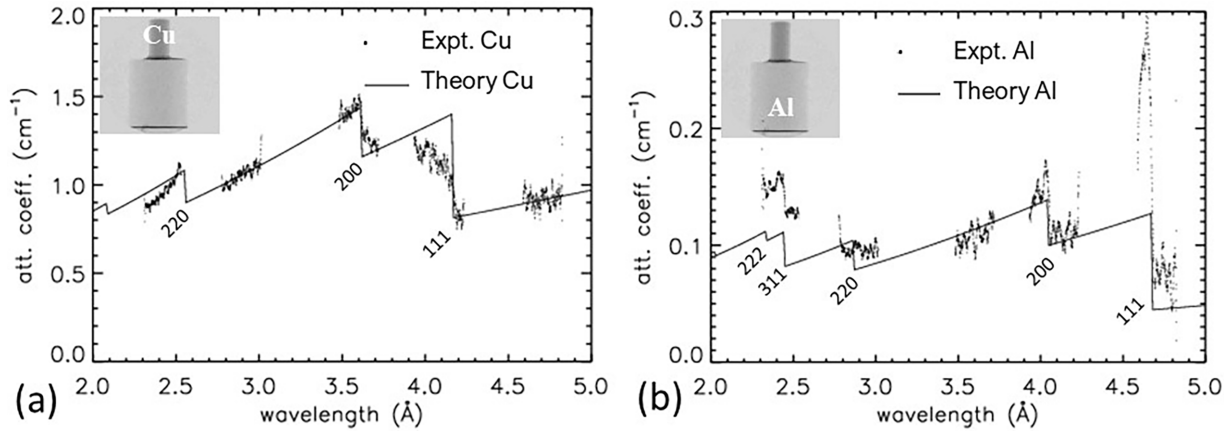 2.0
1.5
1.0
0.5
0.0
att. coeff. (cm⁻¹)
Cu
Expt. Cu
Theory Cu
220
200
111
2.0 2.5 3.0 3.5 4.0 4.5 5.0
wavelength (Å)
(a)
0.3
0.2
0.1
0.0
att. coeff. (cm⁻¹)
Al
Expt. Al
Theory Al
222
311
220
200
111
2.0 2.5 3.0 3.5 4.0 4.5 5.0
wavelength (Å)
(b)